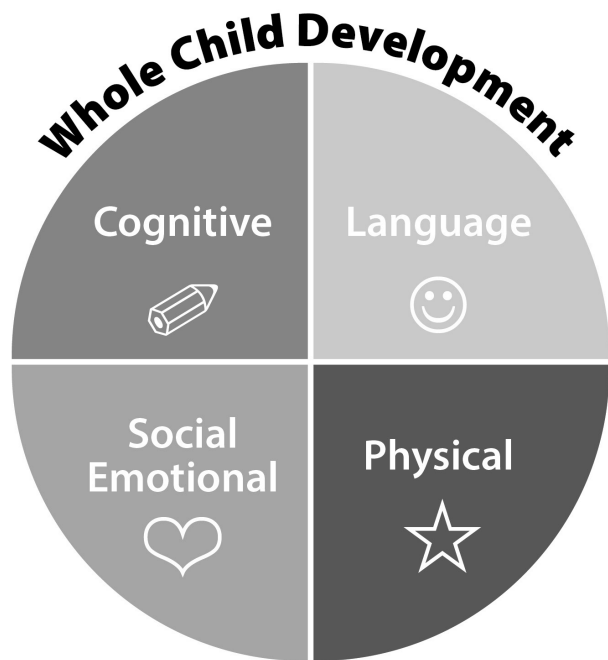 Whole Child Development
Cognitive
Language
Social
Emotional
Physical